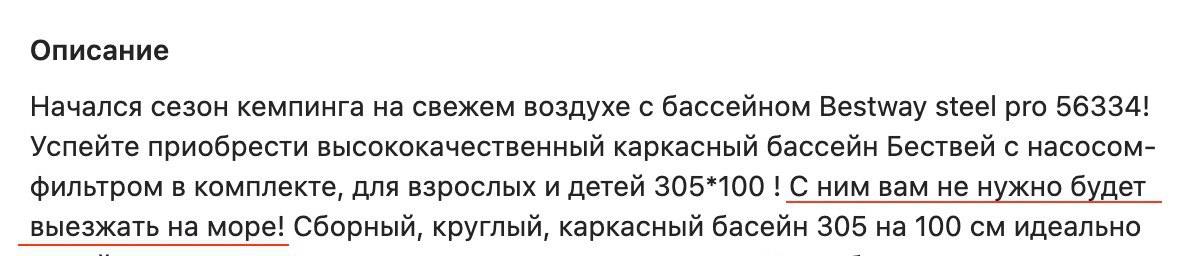 Описание
Начался сезон кемпинга на свежем воздухе с бассейном Bestway steel pro 56334!
Успейте приобрести высококачественный каркасный бассейн Бествей с насосом-
фильтром в комплекте, для взрослых и детей 305*100 ! С ним вам не нужно будет
выезжать на море! Сборный, круглый, каркасный басейн 305 на 100 см идеально